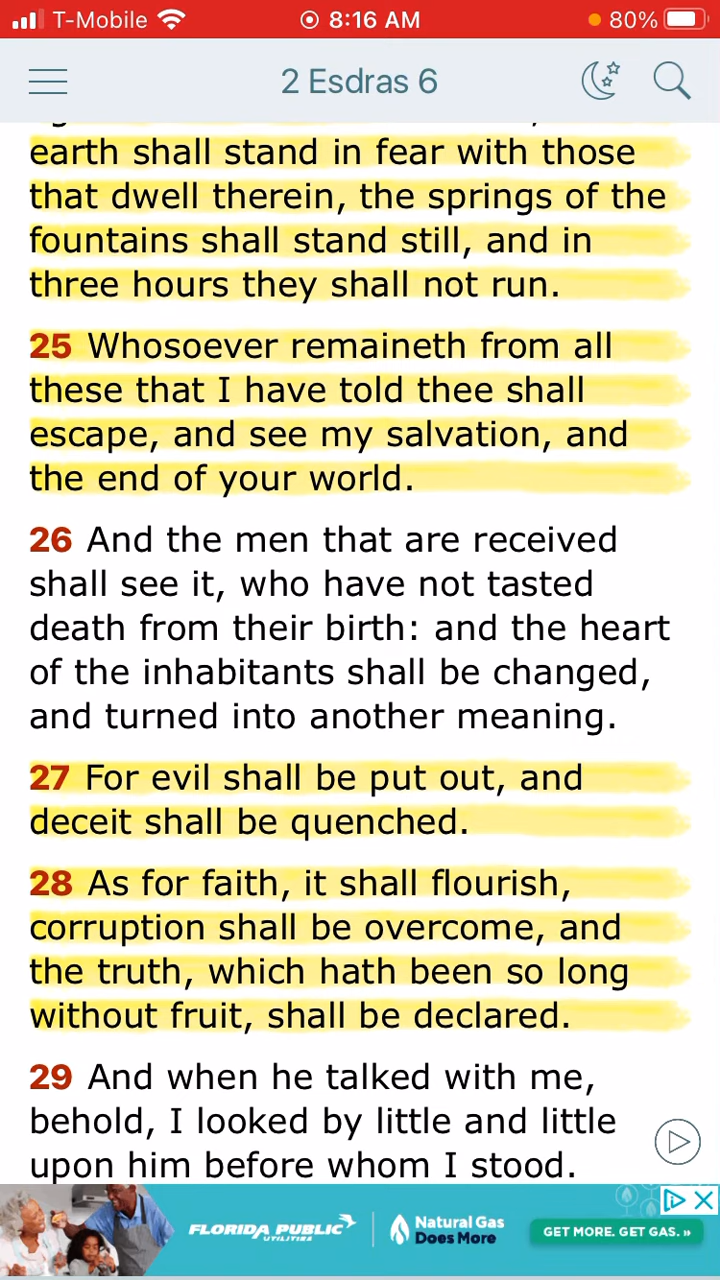 T-Mobile 8:16 AM 80%
2 Esdras 6
earth shall stand in fear with those
that dwell therein, the springs of the
fountains shall stand still, and in
three hours they shall not run.
25 Whosoever remaineth from all
these that I have told thee shall
escape, and see my salvation, and
the end of your world.
26 And the men that are received
shall see it, who have not tasted
death from their birth: and the heart
of the inhabitants shall be changed,
and turned into another meaning.
27 For evil shall be put out, and
deceit shall be quenched.
28 As for faith, it shall flourish,
corruption shall be overcome, and
the truth, which hath been so long
without fruit, shall be declared.
29 And when he talked with me,
behold, I looked by little and little
upon him before whom I stood.
FLORIDA PUBLIC
UTILITIES
Natural Gas
Does More
GET MORE. GET GAS. »